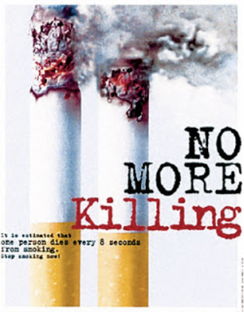 NO
MORE
Killing
It is estimated that
one person dies every 8 seconds
from smoking.
Stop smoking now!